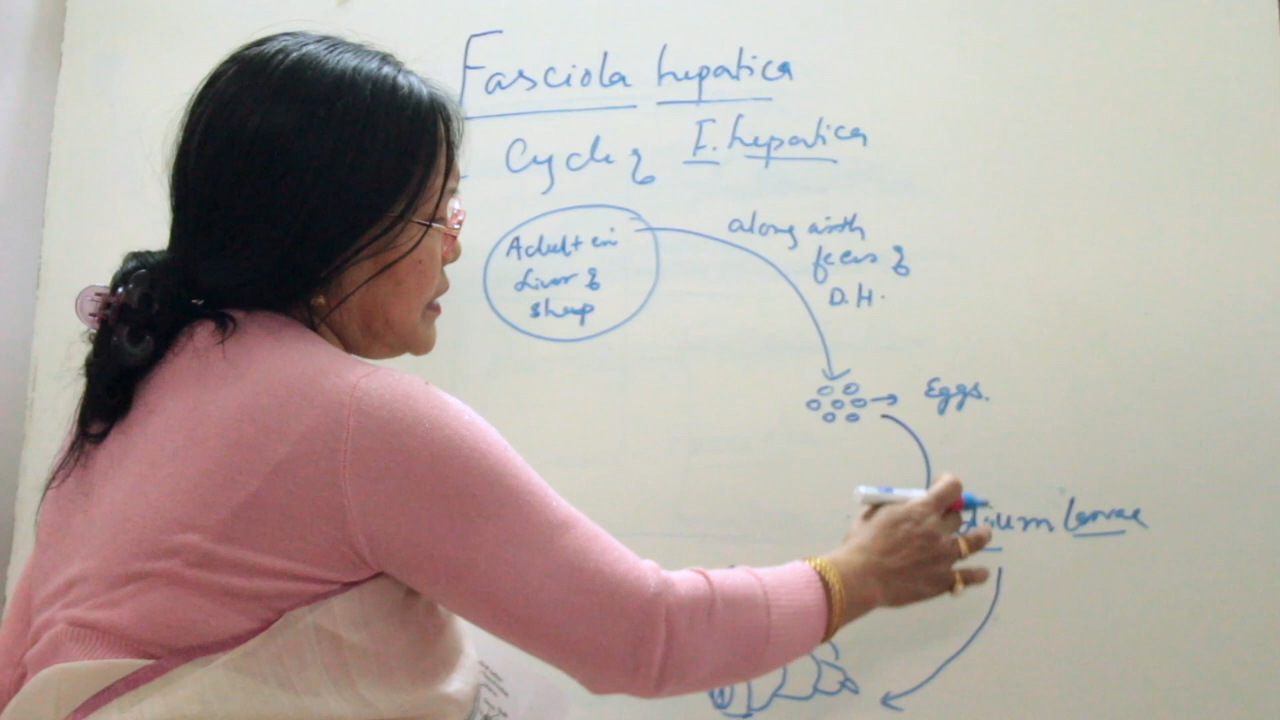 Fasciola hepatica
Cycle of F. hepatica
Adult in
Liver of
sheep
along with
feces of
D.H.
Eggs.
larvae